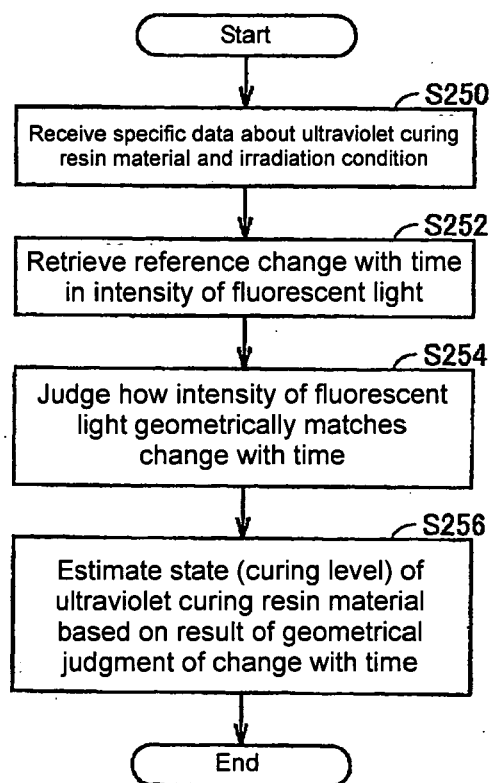 Start
S250
Receive specific data about ultraviolet curing
resin material and irradiation condition
S252
Retrieve reference change with time
in intensity of fluorescent light
S254
Judge how intensity of fluorescent
light geometrically matches
change with time
S256
Estimate state (curing level) of
ultraviolet curing resin material
based on result of geometrical
judgment of change with time
End